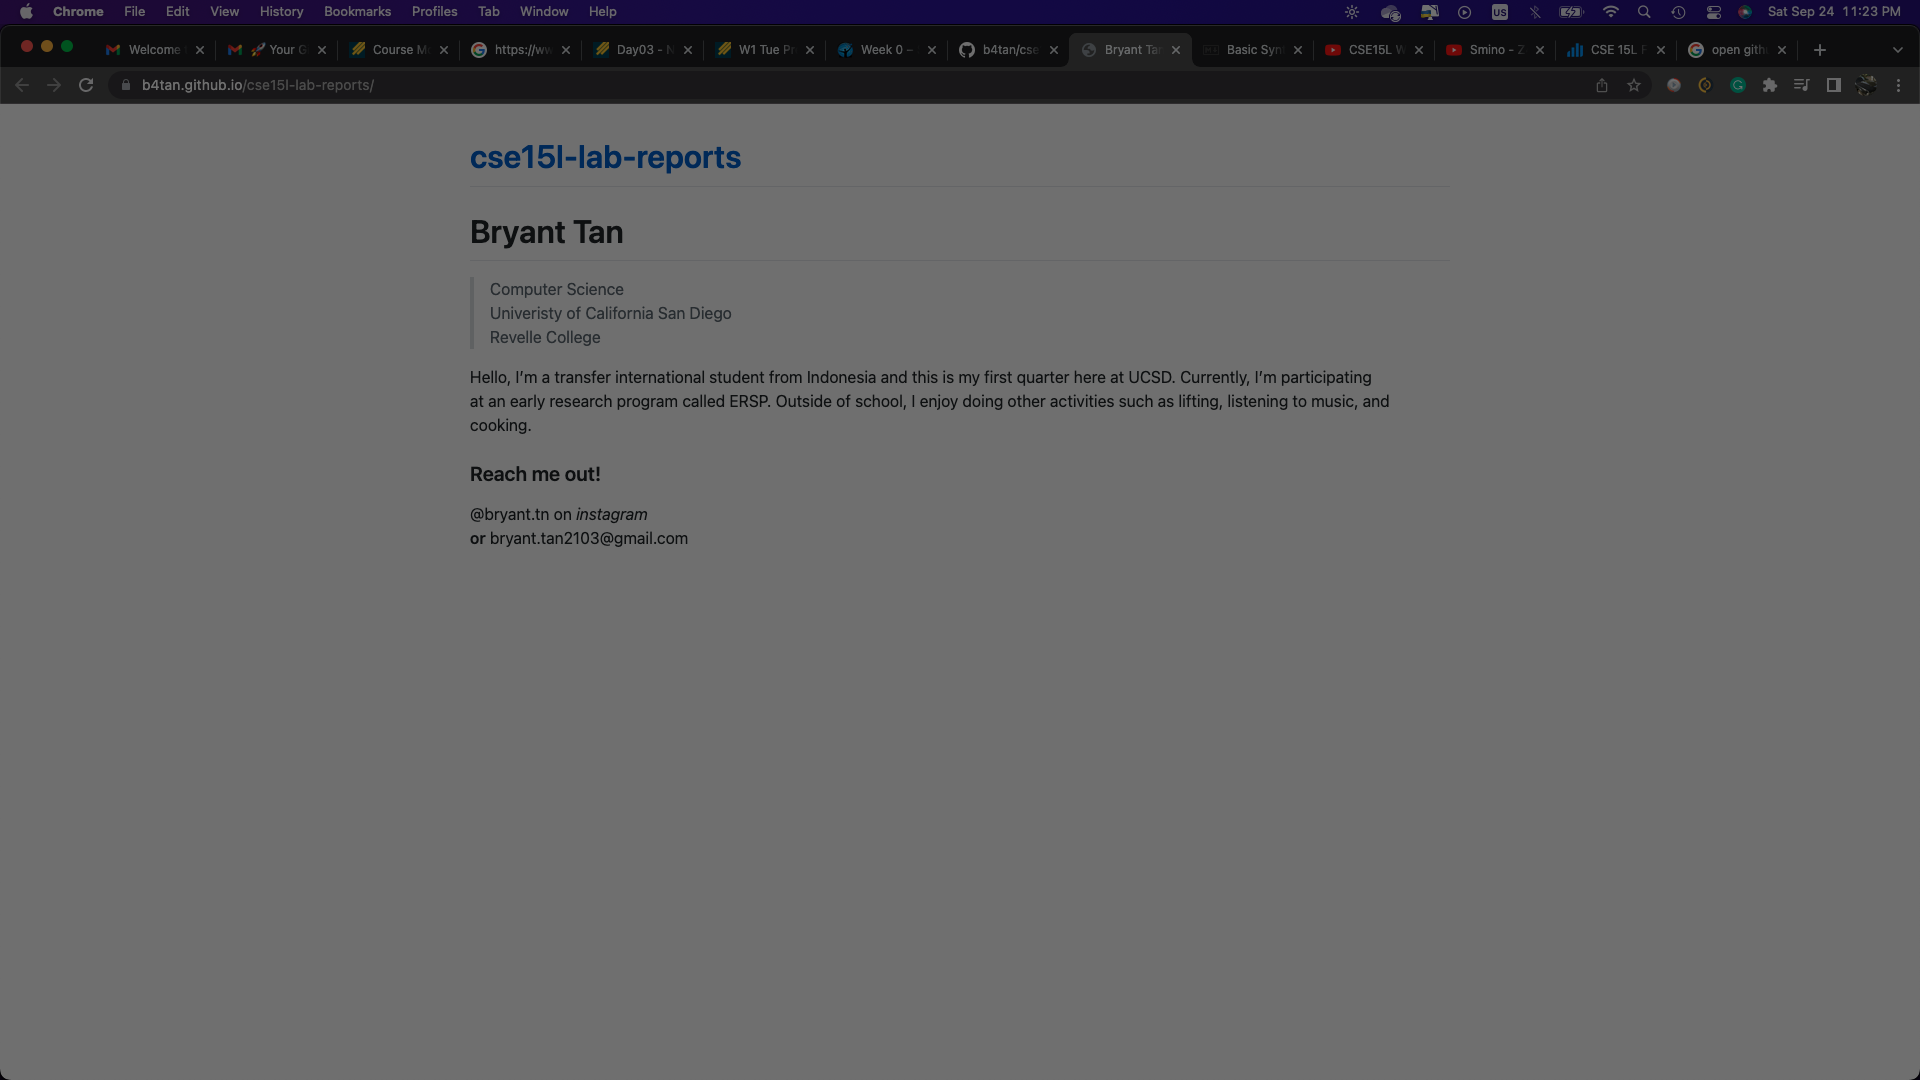 Chrome File Edit View History Bookmarks Profiles Tab Window Help US Sat Sep 24 11:23 PM
Welcome Your G Course M https://ww Day03 - N W1 Tue Pr Week 0 – b4tan/cse Bryant Tan Basic Synt CSE15L W Smino - Z CSE 15L F open gith
b4tan.github.io/cse15l-lab-reports/
cse15l-lab-reports
Bryant Tan
Computer Science
Univeristy of California San Diego
Revelle College
Hello, I’m a transfer international student from Indonesia and this is my first quarter here at UCSD. Currently, I’m participating
at an early research program called ERSP. Outside of school, I enjoy doing other activities such as lifting, listening to music, and
cooking.
Reach me out!
@bryant.tn on instagram
or bryant.tan2103@gmail.com